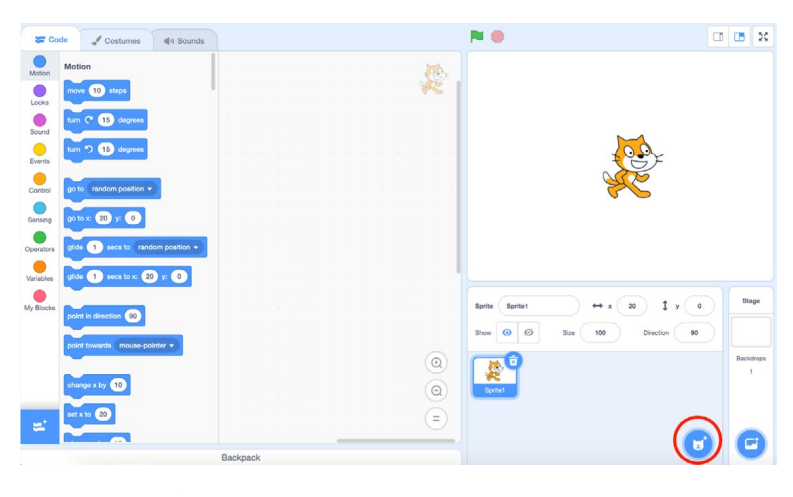 Code
Costumes
Sounds
Motion
Looks
Sound
Events
Control
Sensing
Operators
Variables
My Blocks
Motion
move 10 steps
turn 15 degrees
turn 15 degrees
go to random position
go to x: 20 y: 0
glide 1 secs to random position
glide 1 secs to x: 20 y: 0
point in direction 90
point towards mouse-pointer
change x by 10
set x to 20
Backpack
Sprite Sprite1 x 20 y 0
Show Size 100 Direction 90
Sprite1
Stage
Backdrops
1